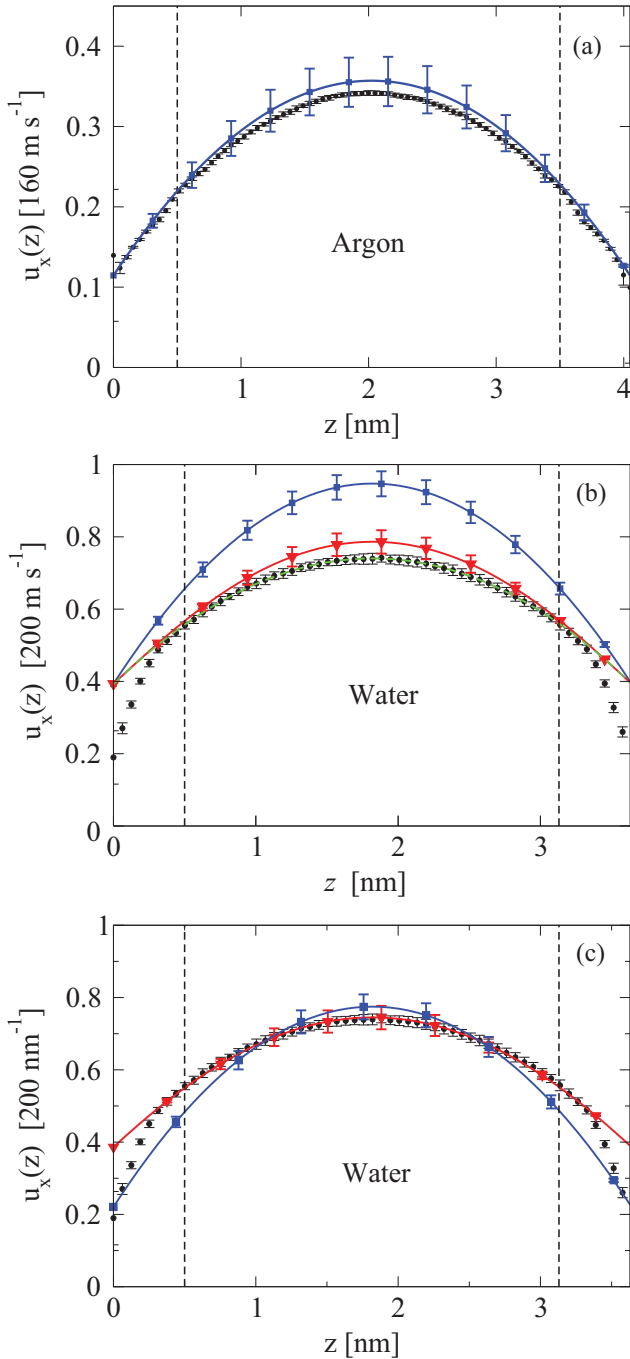 (a)
0.4
0.3
0.2
0.1
0
u_x(z) [160 m s⁻¹]
Argon
0 1 2 3 4
z [nm]
(b)
1
0.8
0.6
0.4
0.2
0
u_x(z) [200 m s⁻¹]
Water
0 1 2 3
z [nm]
(c)
1
0.8
0.6
0.4
0.2
0
u_x(z) [200 nm⁻¹]
Water
0 1 2 3
z [nm]